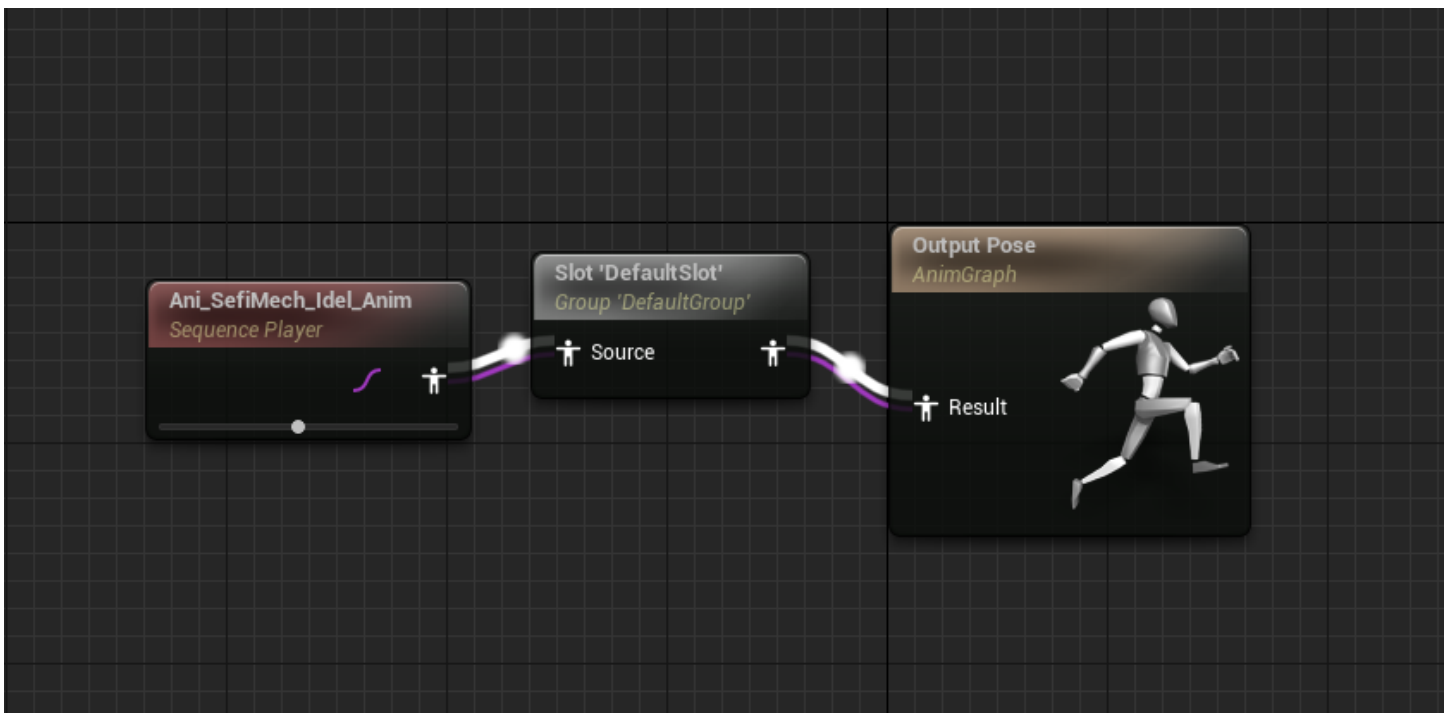 Ani_SefiMech_Idel_Anim
Sequence Player
Slot 'DefaultSlot'
Group 'DefaultGroup'
Source
Output Pose
AnimGraph
Result